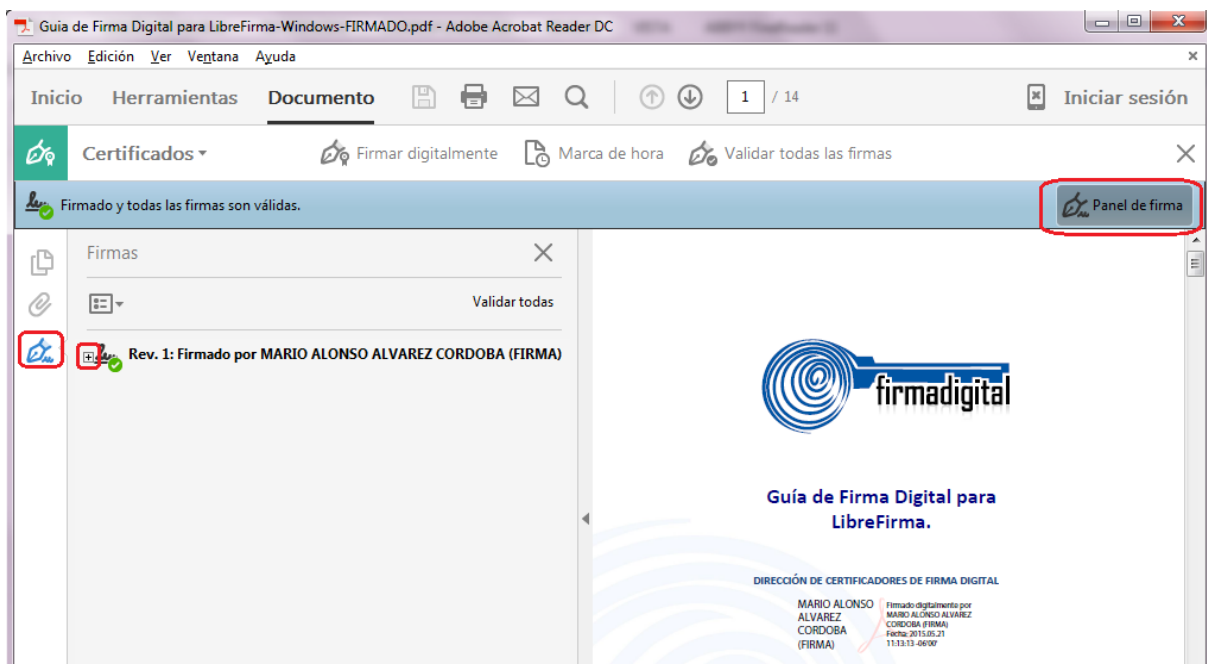 Guia de Firma Digital para LibreFirma-Windows-FIRMADO.pdf - Adobe Acrobat Reader DC
Archivo Edición Ver Ventana Ayuda
Inicio Herramientas Documento 1 / 14 Iniciar sesión
Certificados Firmar digitalmente Marca de hora Validar todas las firmas
Firmado y todas las firmas son válidas. Panel de firma
Firmas
Validar todas
Rev. 1: Firmado por MARIO ALONSO ALVAREZ CORDOBA (FIRMA)
firmadigital
Guía de Firma Digital para
LibreFirma.
DIRECCIÓN DE CERTIFICADORES DE FIRMA DIGITAL
MARIO ALONSO
ALVAREZ
CORDOBA
(FIRMA)
Firmado digitalmente por
MARIO ALONSO ALVAREZ
CORDOBA (FIRMA)
Fecha: 2015.05.21
11:13:13 -06'00'